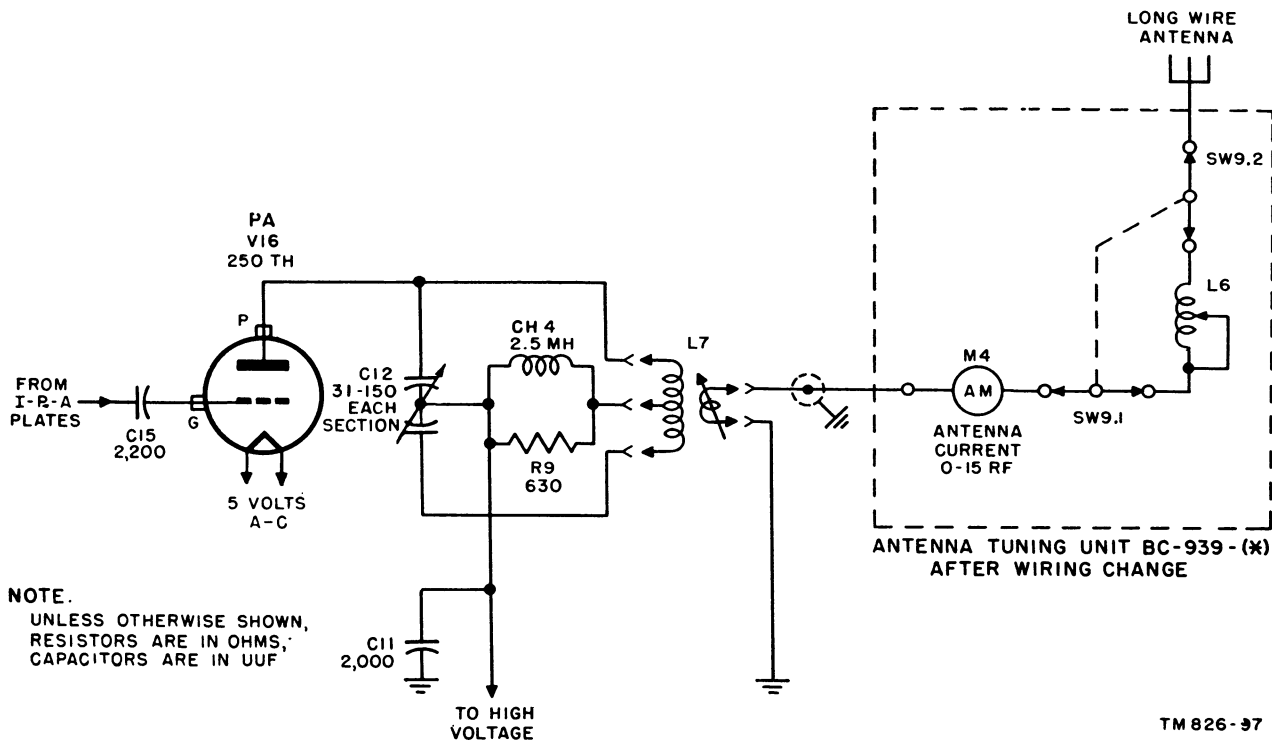 LONG WIRE
ANTENNA
SW9.2
PA
V16
250 TH
P
G
FROM
I-P-A
PLATES
C15
2,200
5 VOLTS
A-C
C12
31-150
EACH
SECTION
CH 4
2.5 MH
R9
630
L7
L6
M4
AM
ANTENNA
CURRENT
0-15 RF
SW9.1
ANTENNA TUNING UNIT BC-939-(*)
AFTER WIRING CHANGE
NOTE.
UNLESS OTHERWISE SHOWN,
RESISTORS ARE IN OHMS,
CAPACITORS ARE IN UUF
C11
2,000
TO HIGH
VOLTAGE
TM 826-97